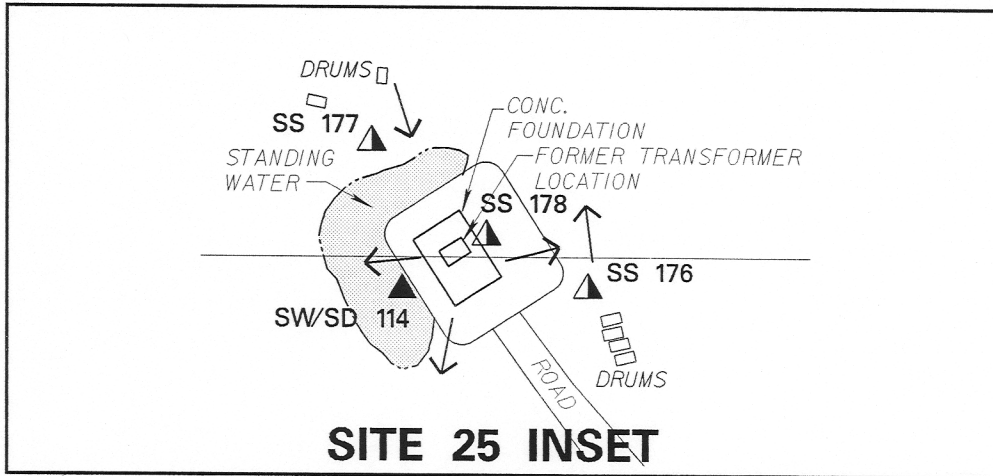 DRUMS
SS 177
CONC.
FOUNDATION
FORMER TRANSFORMER
LOCATION
STANDING
WATER
SS 178
SS 176
SW/SD 114
DRUMS
ROAD
SITE 25 INSET